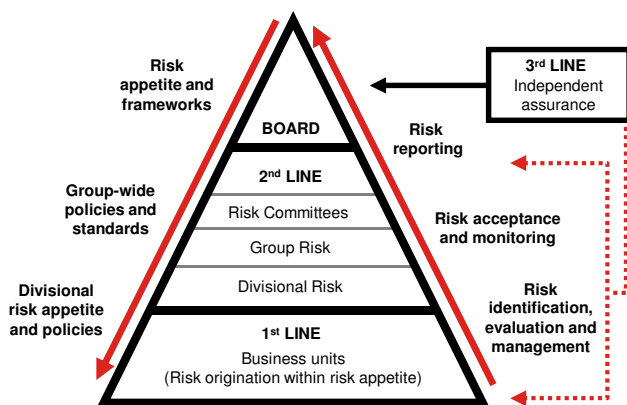 Risk
appetite and
frameworks
Group-wide
policies and
standards
Divisional
risk appetite
and policies
BOARD
2nd LINE
Risk Committees
Group Risk
Divisional Risk
1st LINE
Business units
(Risk origination within risk appetite)
3rd LINE
Independent
assurance
Risk
reporting
Risk acceptance
and monitoring
Risk
identification,
evaluation and
management